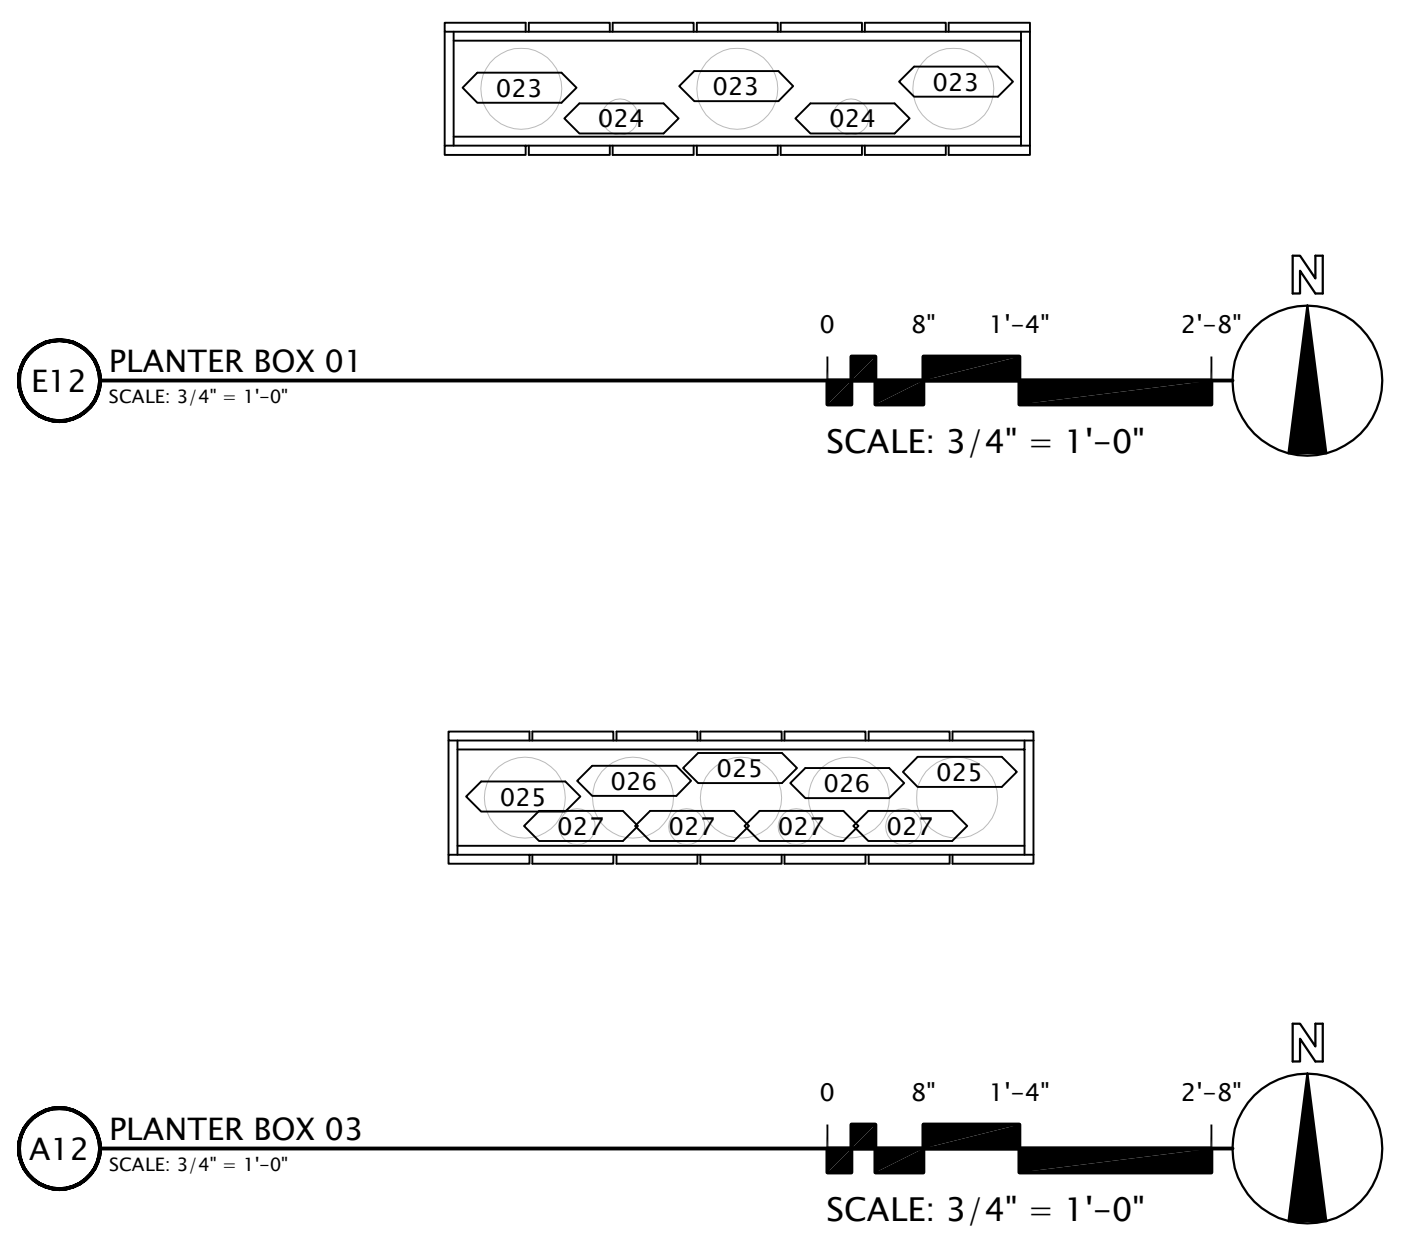 023 023 023
024 024
N
0 8" 1'-4" 2'-8"
E12 PLANTER BOX 01
SCALE: 3/4" = 1'-0"
SCALE: 3/4" = 1'-0"
025 026 025 026 025
027 027 027 027
N
0 8" 1'-4" 2'-8"
A12 PLANTER BOX 03
SCALE: 3/4" = 1'-0"
SCALE: 3/4" = 1'-0"